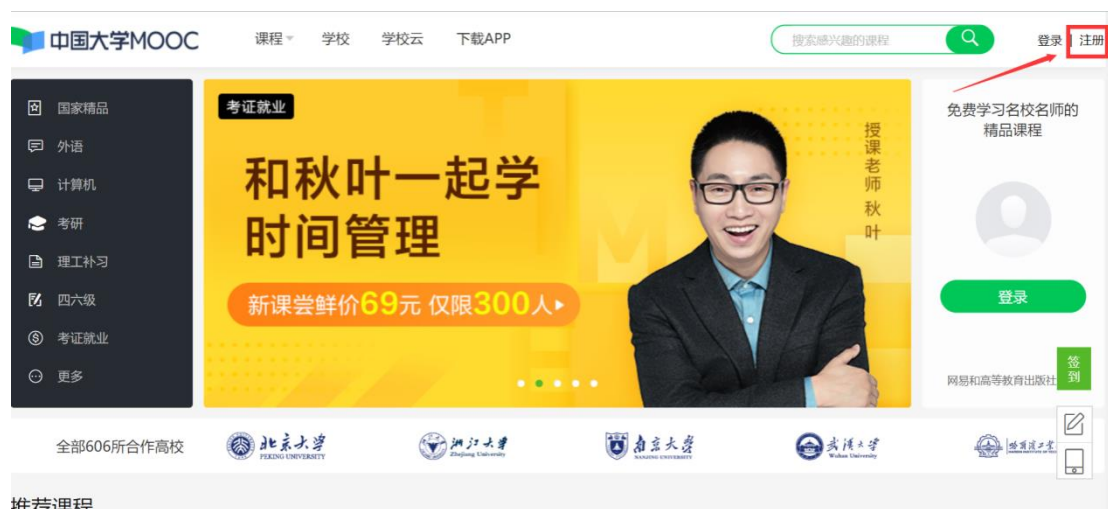 中国大学MOOC
课程 学校 学校云 下载APP
搜索感兴趣的课程
登录 | 注册
国家精品
外语
计算机
考研
理工补习
四六级
考证就业
更多
考证就业
和秋叶一起学
时间管理
新课尝鲜价69元 仅限300人
授课老师 秋叶
免费学习名校名师的
精品课程
登录
网易和高等教育出版社
签到
全部606所合作高校
北京大学
PEKING UNIVERSITY
浙江大学
Zhejiang University
南京大学
NANJING UNIVERSITY
武汉大学
Wuhan University
推荐课程